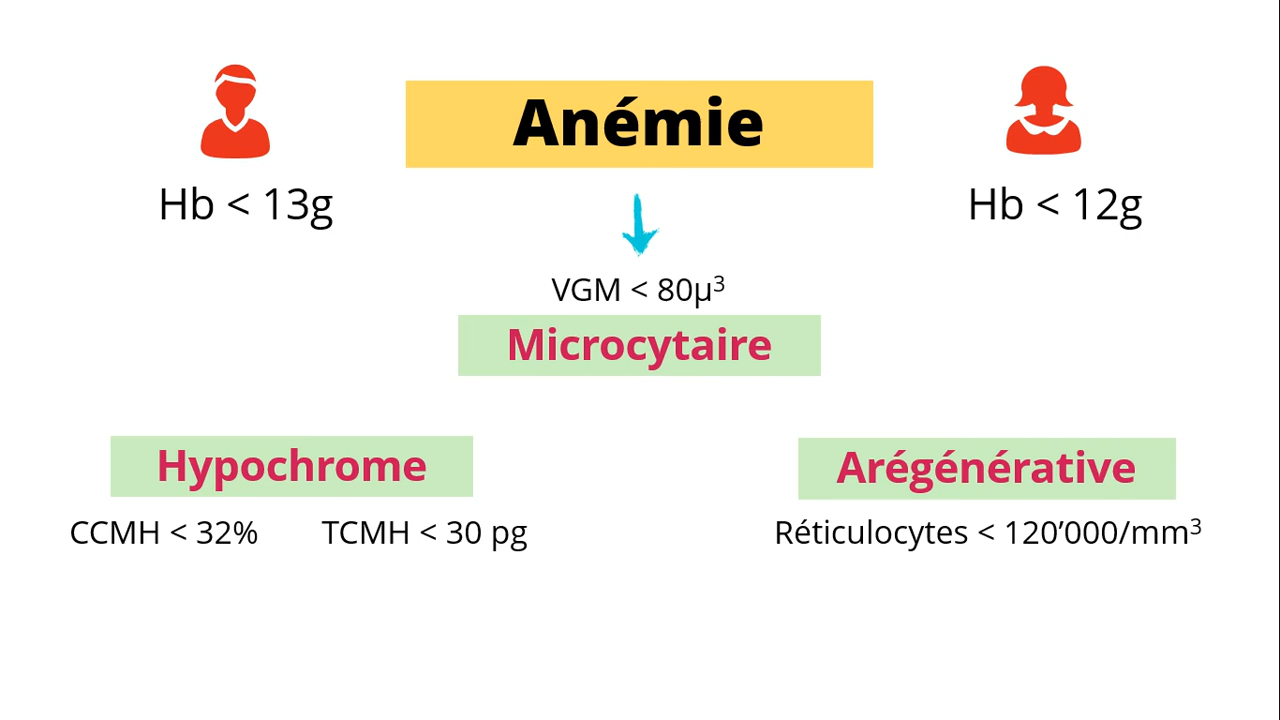 Anémie
Hb < 13g
Hb < 12g
VGM < 80µ³
Microcytaire
Hypochrome
Arégénérative
CCMH < 32%
TCMH < 30 pg
Réticulocytes < 120’000/mm³